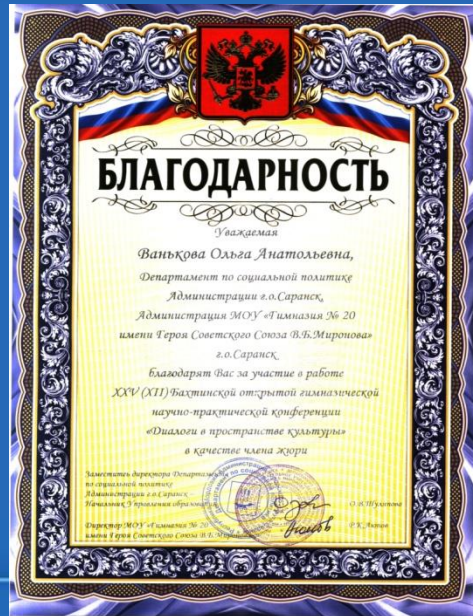 БЛАГОДАРНОСТЬ
Уважаемая
Ванькова Ольга Анатольевна,
Департамент по социальной политике
Администрации г.о.Саранск,
Администрация МОУ «Гимназия № 20
имени Героя Советского Союза В.Б.Миронова»
г.о.Саранск
благодарят Вас за участие в работе
XXV (XII) Бахтинской открытой гимназической
научно-практической конференции
«Диалоги в пространстве культуры»
в качестве члена жюри
Заместитель директора Департамента
по социальной политике
Администрации г.о.Саранск –
Начальник Управления образования
Директор МОУ «Гимназия № 20
имени Героя Советского Союза В.Б.Миронова»